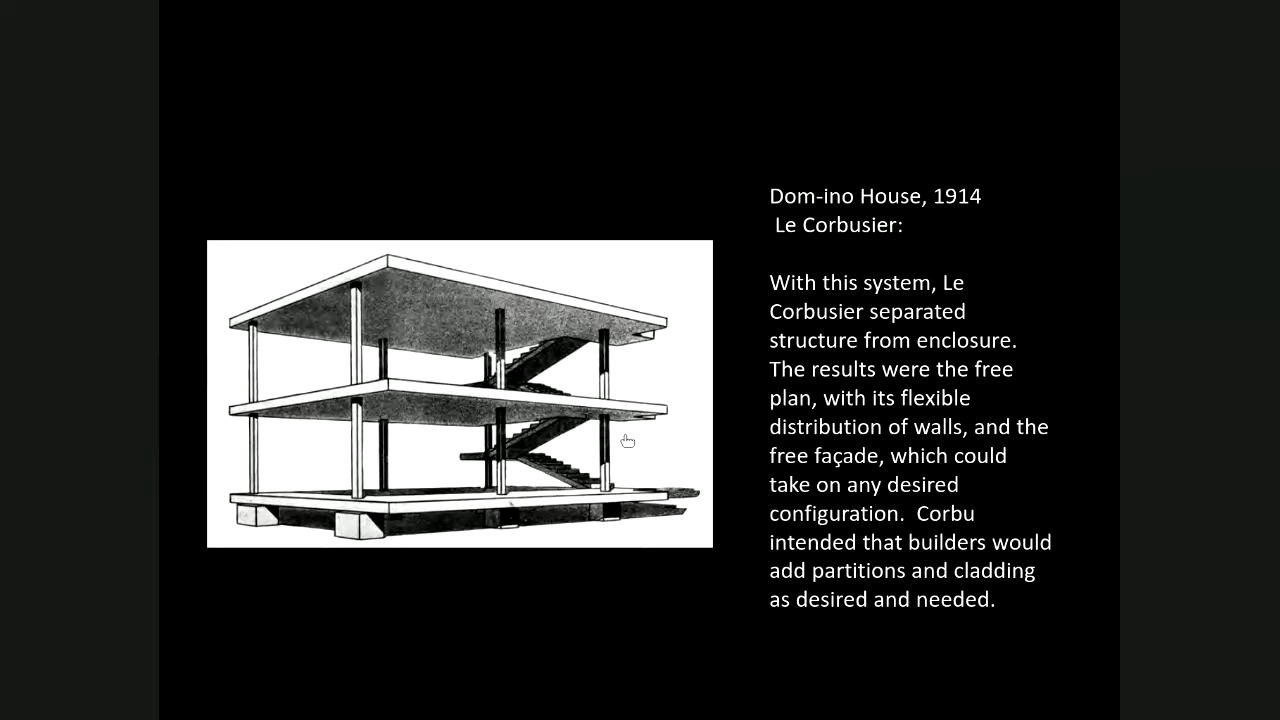 Dom-ino House, 1914
Le Corbusier:
With this system, Le
Corbusier separated
structure from enclosure.
The results were the free
plan, with its flexible
distribution of walls, and the
free façade, which could
take on any desired
configuration.  Corbu
intended that builders would
add partitions and cladding
as desired and needed.